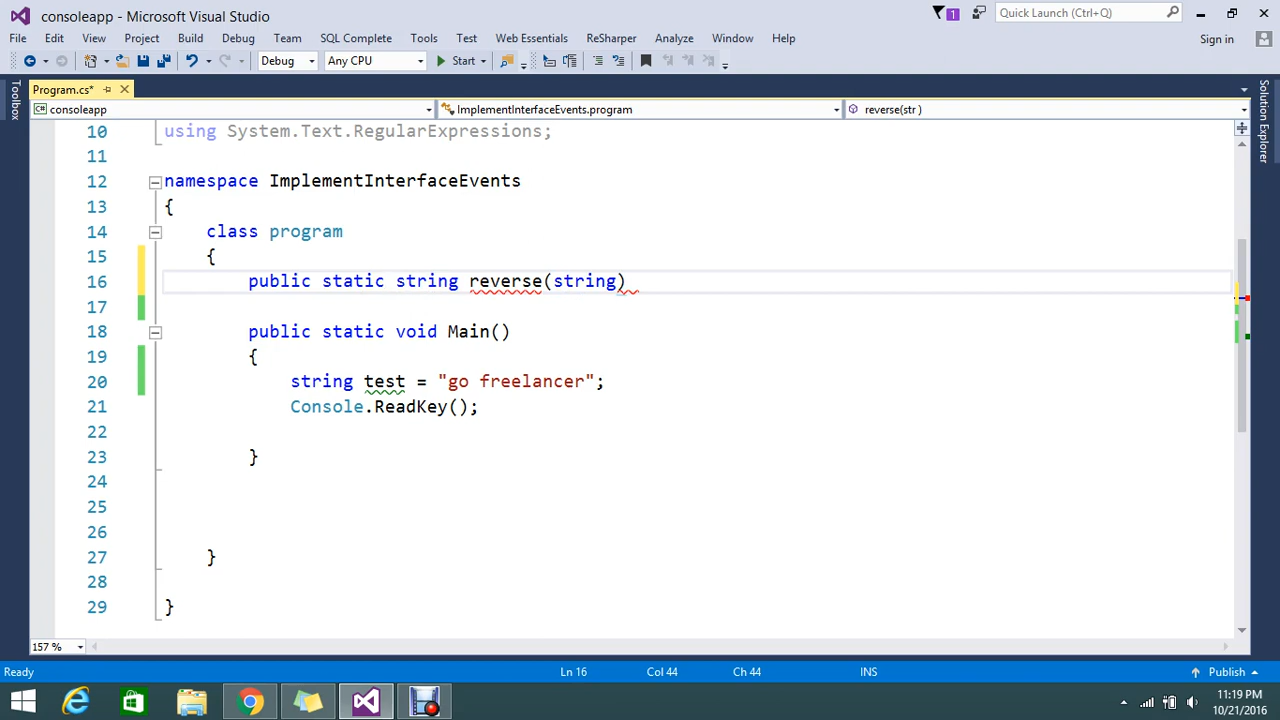 consoleapp - Microsoft Visual Studio
1
Quick Launch (Ctrl+Q)
File Edit View Project Build Debug Team SQL Complete Tools Test Web Essentials ReSharper Analyze Window Help
Sign in
Debug Any CPU Start
Program.cs*
Toolbox
Solution Explorer
consoleapp ImplementInterfaceEvents.program reverse(str )
10 using System.Text.RegularExpressions;
11
12 namespace ImplementInterfaceEvents
13 {
14 class program
15 {
16 public static string reverse(string)
17
18 public static void Main()
19 {
20 string test = "go freelancer";
21 Console.ReadKey();
22
23 }
24
25
26
27 }
28
29 }
157 %
Ready Ln 16 Col 44 Ch 44 INS Publish
11:19 PM
10/21/2016